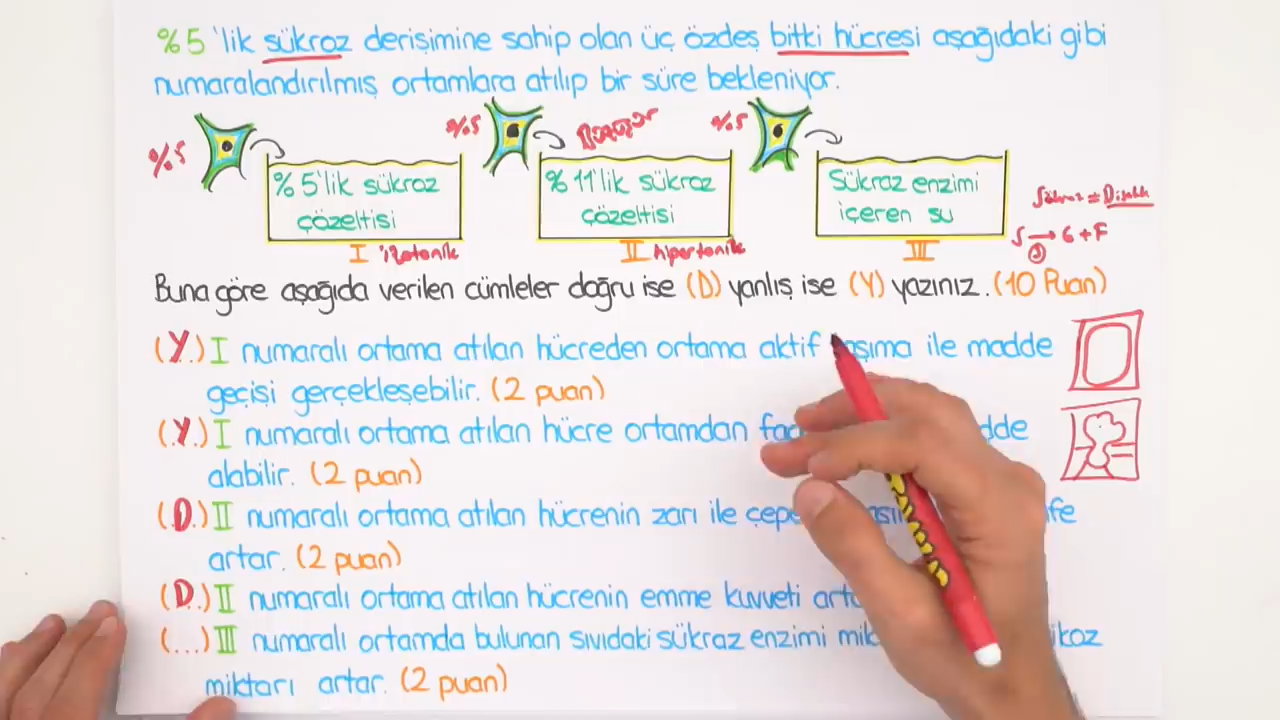 %5'lik sükroz derişimine sahip olan üç özdeş bitki hücresi aşağıdaki gibi
numaralandırılmış ortamlara atılıp bir süre bekleniyor.
%5 %5 %5
%5'lik sükroz çözeltisi
I izotonik
%11'lik sükroz çözeltisi
II hipertonik
Sükraz enzimi içeren su
III
S → G + F
Buna göre aşağıda verilen cümleler doğru ise (D) yanlış ise (Y) yazınız. (10 Puan)
(.Y.) I numaralı ortama atılan hücreden ortama aktif ile madde
geçişi gerçekleşebilir. (2 puan)
(.Y.) I numaralı ortama atılan hücre ortamdan
alabilir. (2 puan)
(.D.) II numaralı ortama atılan hücrenin zarı ile
artar. (2 puan)
(.D.) II numaralı ortama atılan hücrenin emme kuvveti
(...) III numaralı ortamda bulunan sıvıdaki sükraz enzimi
miktarı artar. (2 puan)